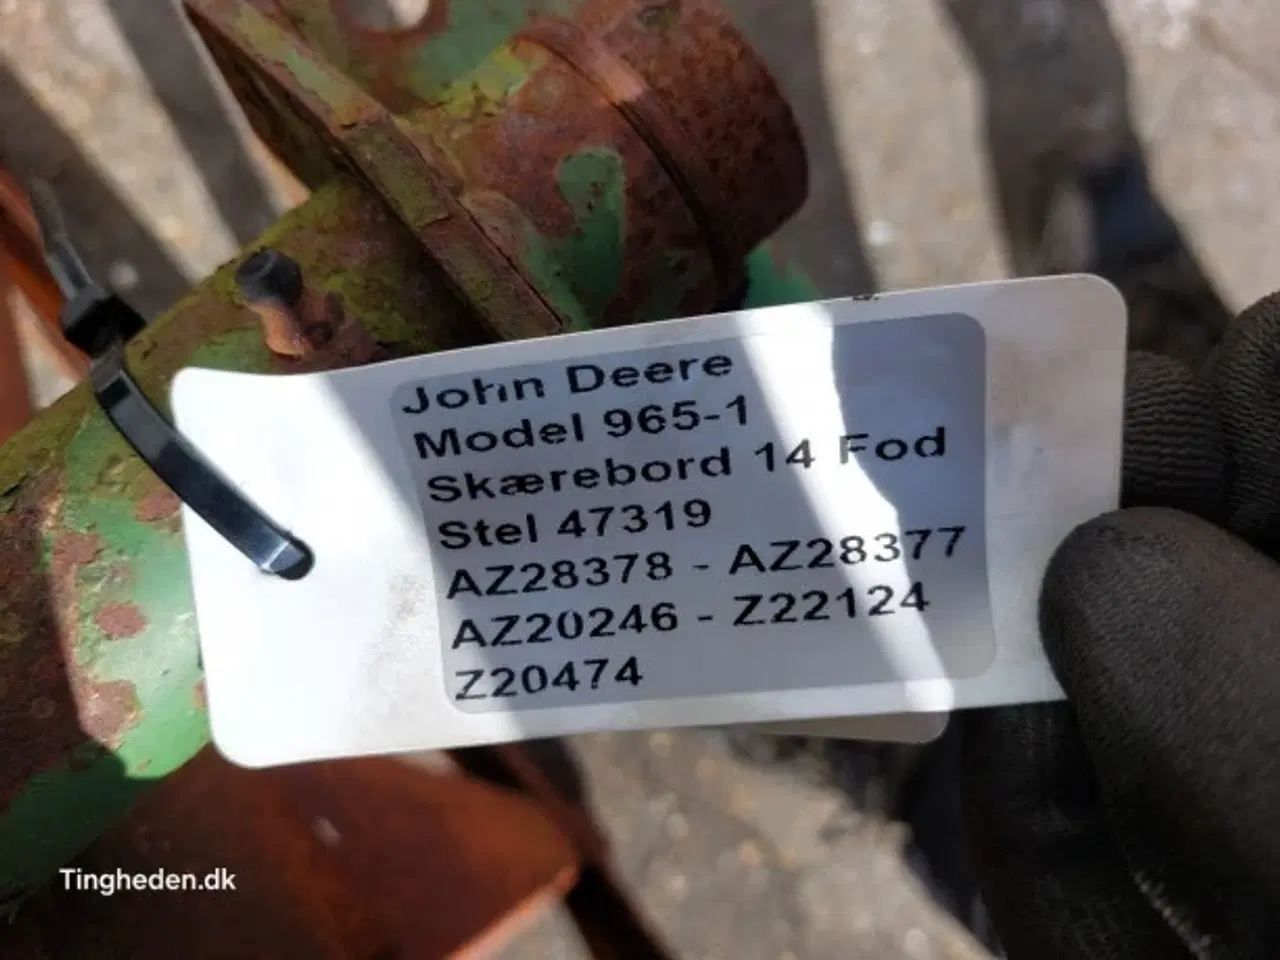 John Deere
Model 965-1
Skærebord 14 Fod
Stel 47319
AZ28378 - AZ28377
AZ20246 - Z22124
Z20474
Tingheden.dk